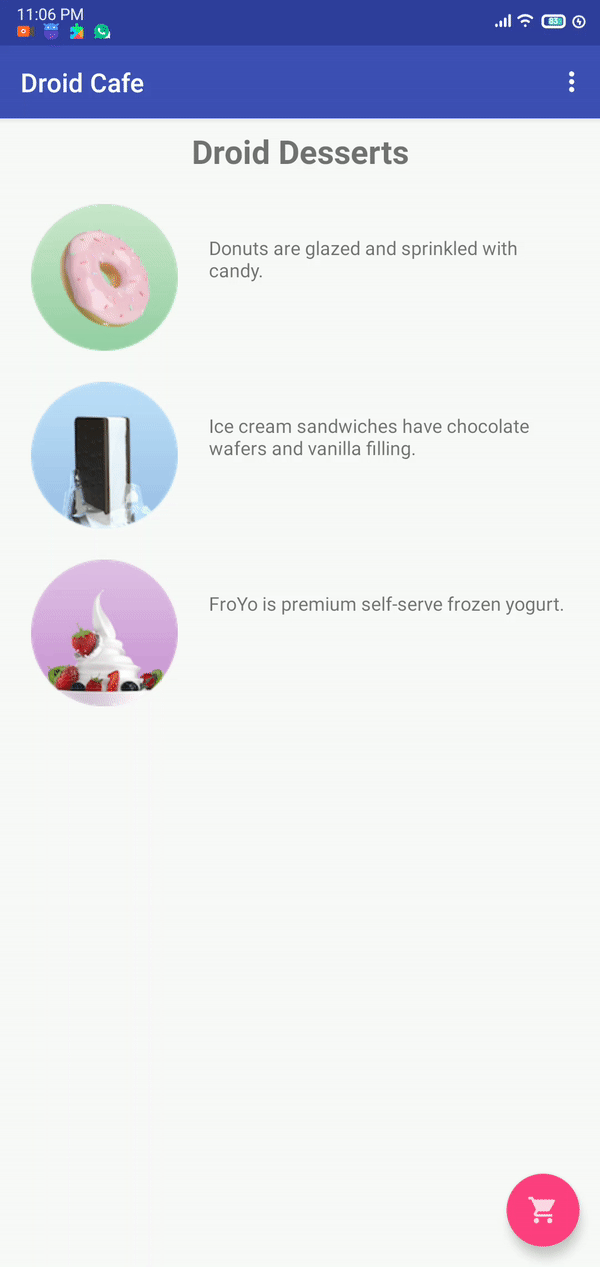 11:06 PM
83
Droid Cafe
Droid Desserts
Donuts are glazed and sprinkled with
candy.
Ice cream sandwiches have chocolate
wafers and vanilla filling.
FroYo is premium self-serve frozen yogurt.